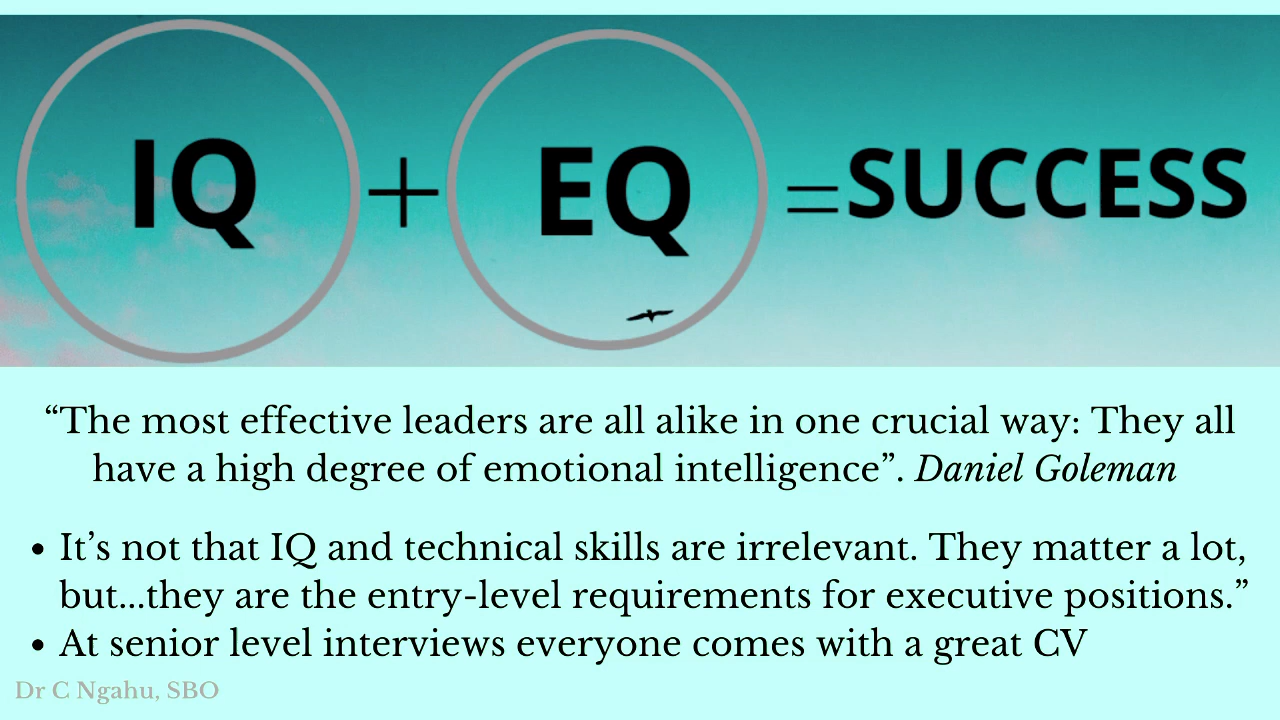 IQ + EQ =SUCCESS
“The most effective leaders are all alike in one crucial way: They all
have a high degree of emotional intelligence”. Daniel Goleman
• It’s not that IQ and technical skills are irrelevant. They matter a lot,
but...they are the entry-level requirements for executive positions.”
• At senior level interviews everyone comes with a great CV
Dr C Ngahu, SBO